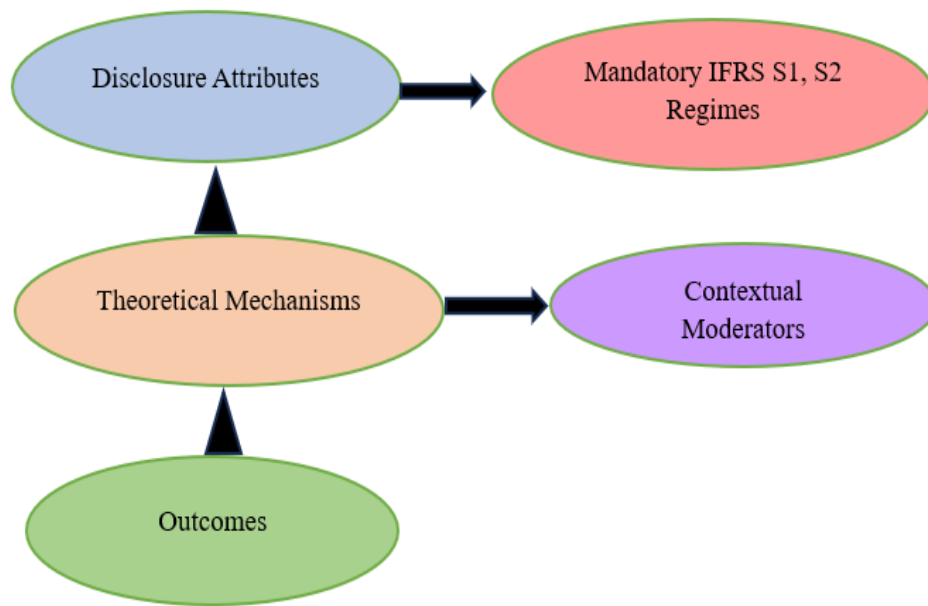 Disclosure Attributes
Mandatory IFRS S1, S2
Regimes
Theoretical Mechanisms
Contextual
Moderators
Outcomes